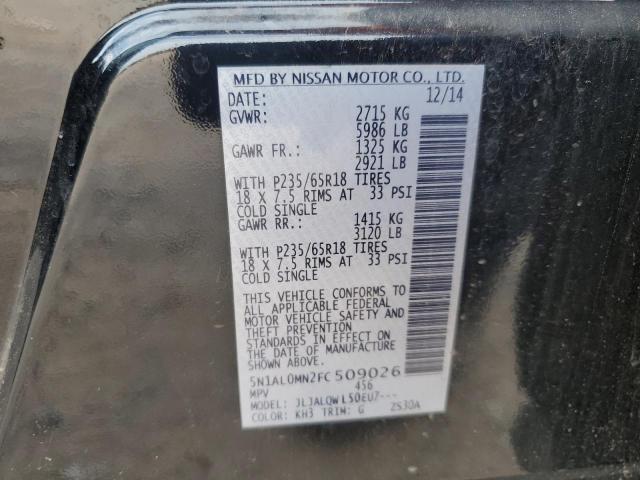 MFD BY NISSAN MOTOR CO., LTD.
DATE: 12/14
GVWR: 2715 KG
5986 LB
GAWR FR.: 1325 KG
2921 LB
WITH P235/65R18 TIRES
18 X 7.5 RIMS AT 33 PSI
COLD SINGLE
GAWR RR.: 1415 KG
3120 LB
WITH P235/65R18 TIRES
18 X 7.5 RIMS AT 33 PSI
COLD SINGLE
THIS VEHICLE CONFORMS TO
ALL APPLICABLE FEDERAL
MOTOR VEHICLE SAFETY AND
THEFT PREVENTION
STANDARDS IN EFFECT ON
THE DATE OF MANUFACTURE
SHOWN ABOVE.
5N1AL0MN2FC509026
MPV 456
MODEL: JLJALQWL50EU7---
COLOR: KH3 TRIM: G ZS30A